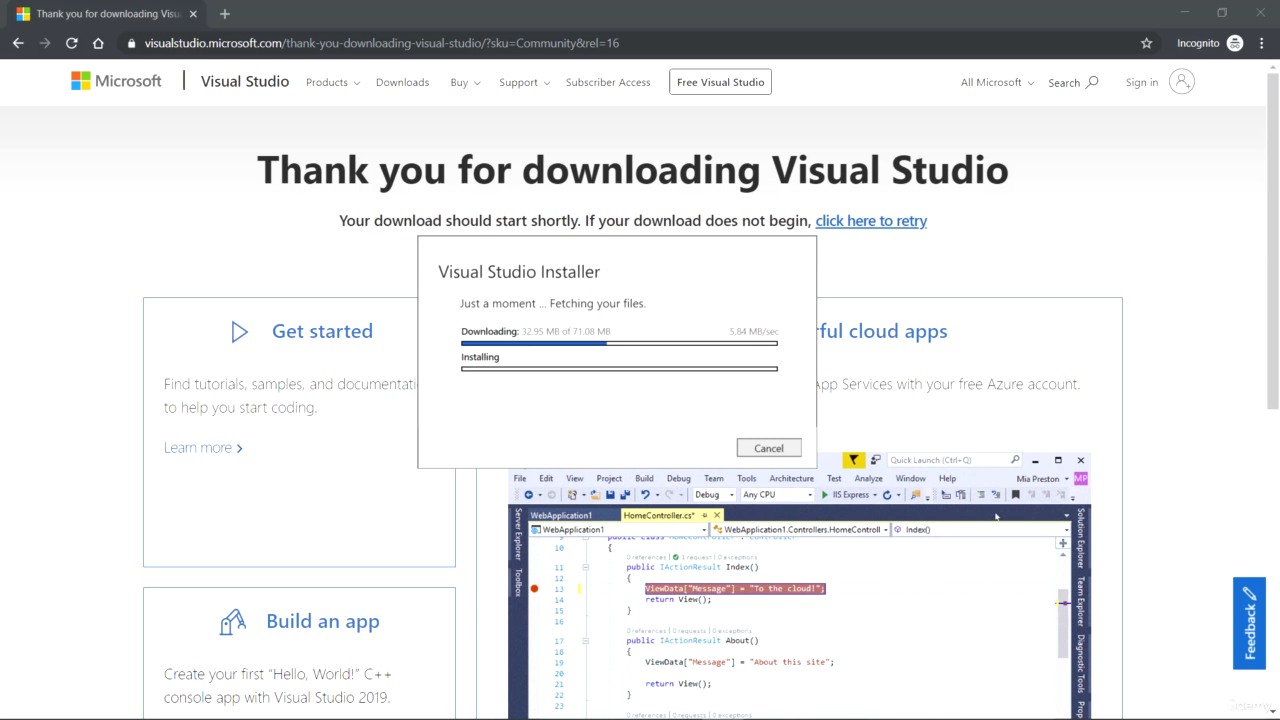 Thank you for downloading Visu
visualstudio.microsoft.com/thank-you-downloading-visual-studio/?sku=Community&rel=16
Incognito
Microsoft
Visual Studio
Products
Downloads
Buy
Support
Subscriber Access
Free Visual Studio
All Microsoft
Search
Sign in
Thank you for downloading Visual Studio
Your download should start shortly. If your download does not begin, click here to retry
Visual Studio Installer
Just a moment ... Fetching your files.
Downloading: 32.95 MB of 71.08 MB 5.84 MB/sec
Installing
Cancel
Get started
Find tutorials, samples, and documentati
to help you start coding.
Learn more
rful cloud apps
App Services with your free Azure account.
Build an app
Create your first "Hello, World!" C++
console app with Visual Studio
Quick Launch (Ctrl+Q)
File Edit View Project Build Debug Team Tools Architecture Test Analyze Window Help Mia Preston MP
Debug Any CPU IIS Express
WebApplication1 HomeController.cs*
WebApplication1 WebApplication1.Controllers.HomeControll Index()
Server Explorer
Toolbox
Solution Explorer
Team Explorer
Diagnostic Tools
Prop
10 {
0 references | 1 request | 0 exceptions
11 public IActionResult Index()
12 {
13 ViewData["Message"] = "To the cloud!";
14 return View();
15 }
16
0 references | 0 requests | 0 exceptions
17 public IActionResult About()
18 {
19 ViewData["Message"] = "About this site";
20
21 return View();
22 }
23
0 references | 0 requests | 0 exceptions
Feedback